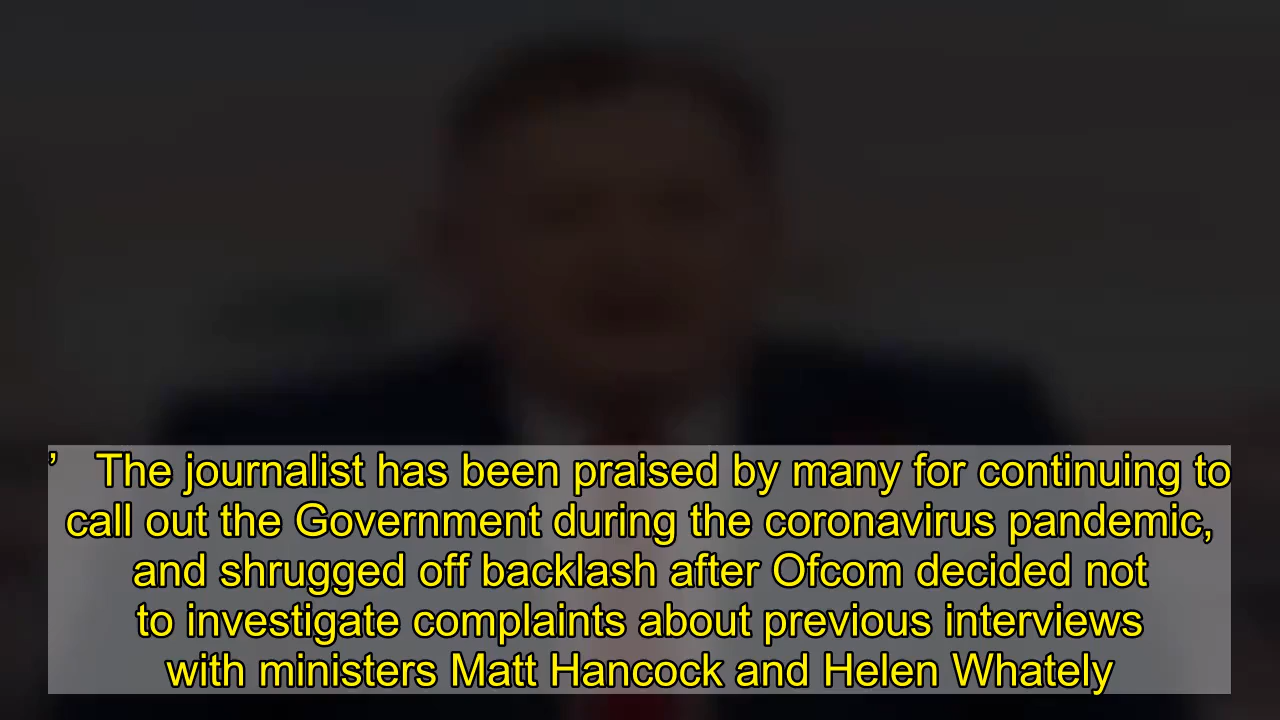 ’ The journalist has been praised by many for continuing to
call out the Government during the coronavirus pandemic,
and shrugged off backlash after Ofcom decided not
to investigate complaints about previous interviews
with ministers Matt Hancock and Helen Whately